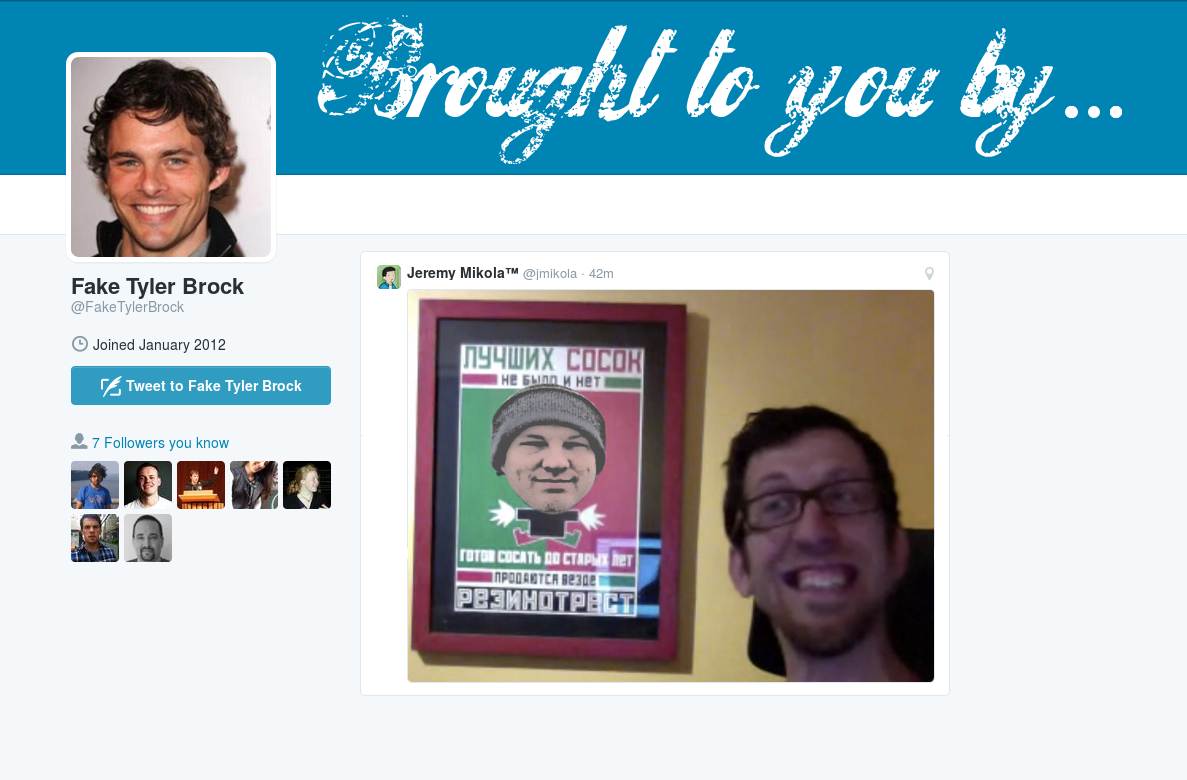 Brought to you by...
Fake Tyler Brock
@FakeTylerBrock
Joined January 2012
Tweet to Fake Tyler Brock
7 Followers you know
Jeremy Mikola™ @jmikola · 42m
ЛУЧШИХ СОСОК
НЕ БЫЛО И НЕТ
ГОТОВ СОСАТЬ ДО СТАРЫХ ЛЕТ
ПРОДАЮТСЯ ВЕЗДЕ
РЕЗИНОТРЕСТ